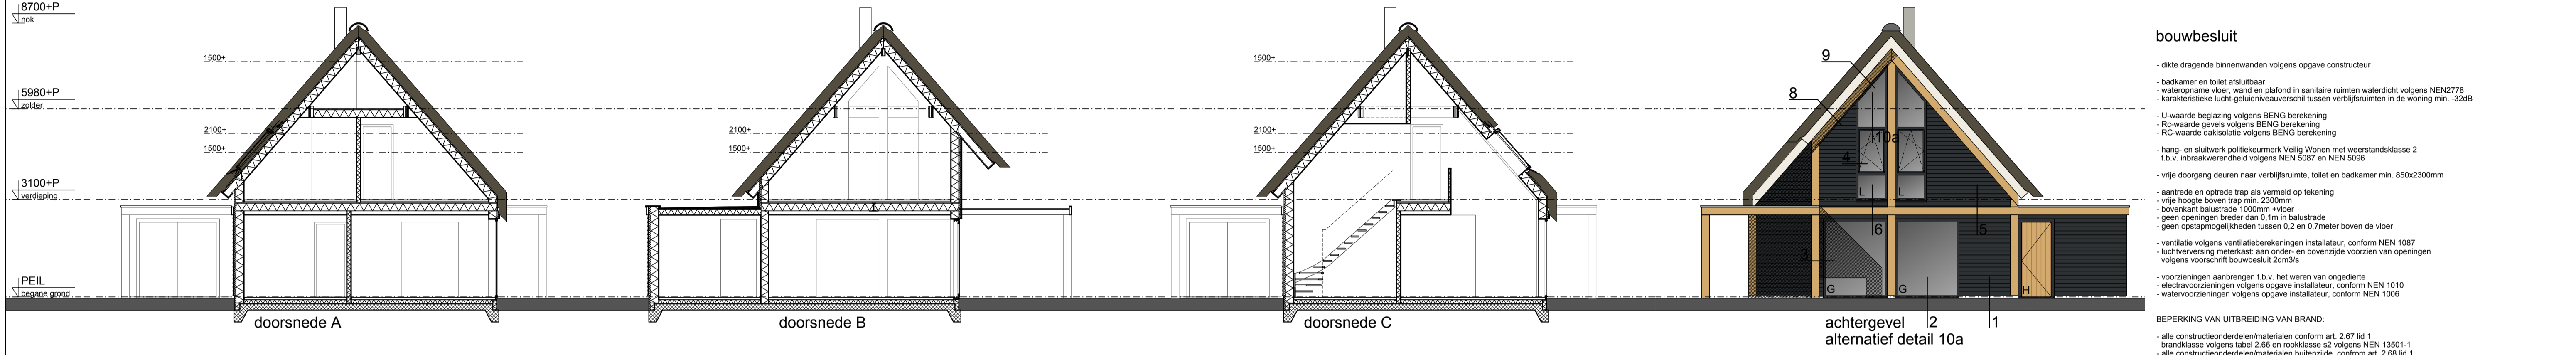 8700+P
nok
5980+P
zolder
3100+P
verdieping
PEIL
begane grond
1500+
2100+
1500+
doorsnede A
2100+
1500+
doorsnede B
1500+
2100+
1500+
doorsnede C
9
8
10a
4
L
L
6
5
3
G
G
H
achtergevel
2
1
alternatief detail 10a
bouwbesluit
- dikte dragende binnenwanden volgens opgave constructeur
- badkamer en toilet afsluitbaar
- wateropname vloer, wand en plafond in sanitaire ruimten waterdicht volgens NEN2778
- karakteristieke lucht-geluidniveauverschil tussen verblijfsruimten in de woning min. -32dB
- U-waarde beglazing volgens BENG berekening
- Rc-waarde gevels volgens BENG berekening
- RC-waarde dakisolatie volgens BENG berekening
- hang- en sluitwerk politiekeurmerk Veilig Wonen met weerstandsklasse 2
t.b.v. inbraakwerendheid volgens NEN 5087 en NEN 5096
- vrije doorgang deuren naar verblijfsruimte, toilet en badkamer min. 850x2300mm
- aantrede en optrede trap als vermeld op tekening
- vrije hoogte boven trap min. 2300mm
- bovenkant balustrade 1000mm +vloer
- geen openingen breder dan 0,1m in balustrade
- geen opstapmogelijkheden tussen 0,2 en 0,7meter boven de vloer
- ventilatie volgens ventilatieberekeningen installateur, conform NEN 1087
- luchtverversing meterkast: aan onder- en bovenzijde voorzien van openingen
volgens voorschrift bouwbesluit 2dm3/s
- voorzieningen aanbrengen t.b.v. het weren van ongedierte
- electravoorzieningen volgens opgave installateur, conform NEN 1010
- watervoorzieningen volgens opgave installateur, conform NEN 1006
BEPERKING VAN UITBREIDING VAN BRAND:
- alle constructieonderdelen/materialen conform art. 2.67 lid 1
brandklasse volgens tabel 2.66 en rookklasse s2 volgens NEN 13501-1
- alle constructieonderdelen/materialen buitenzijde, confrom art. 2.68 lid 1